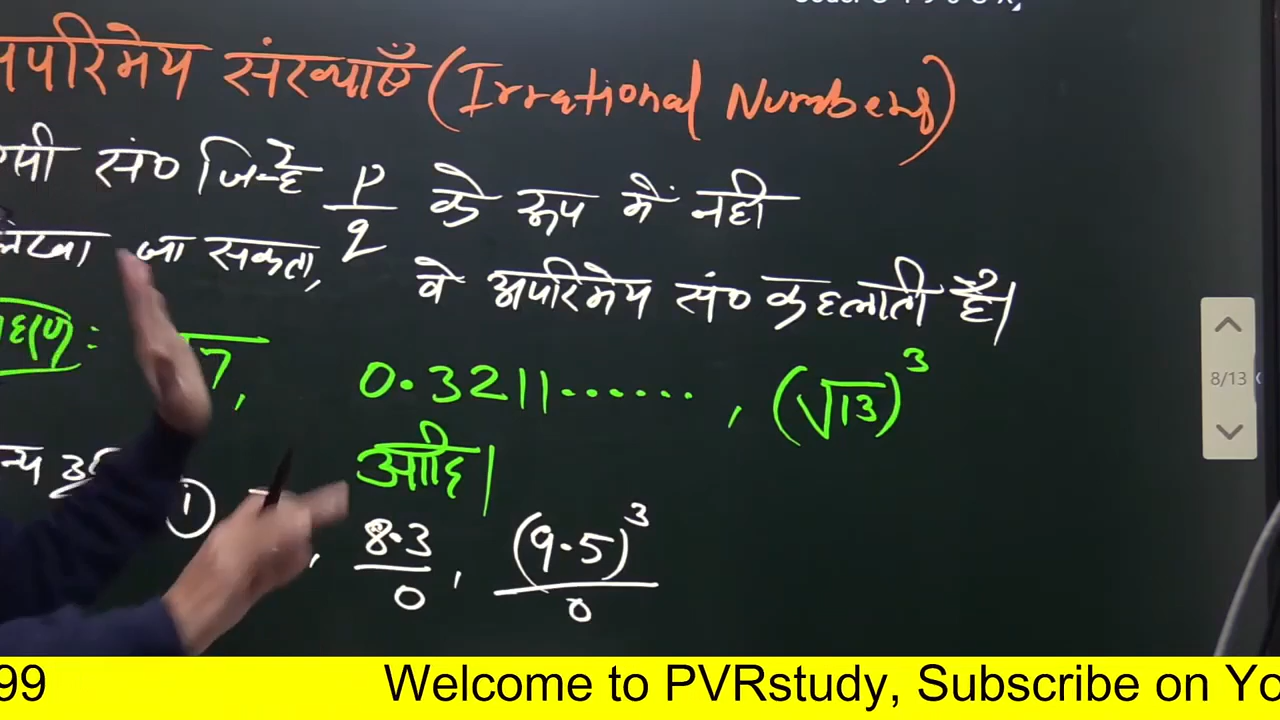 अपरिमेय संख्याएँ (Irrational Numbers)
सं० जिन्हें p/q के रूप में नही
जा सकता, वे अपरिमेय सं० कहलाती है।
7, 0.3211......, (√13)³
आदि।
i
, 8.3/0, (9.5)³/0
8/13
99 Welcome to PVRstudy, Subscribe on Yo